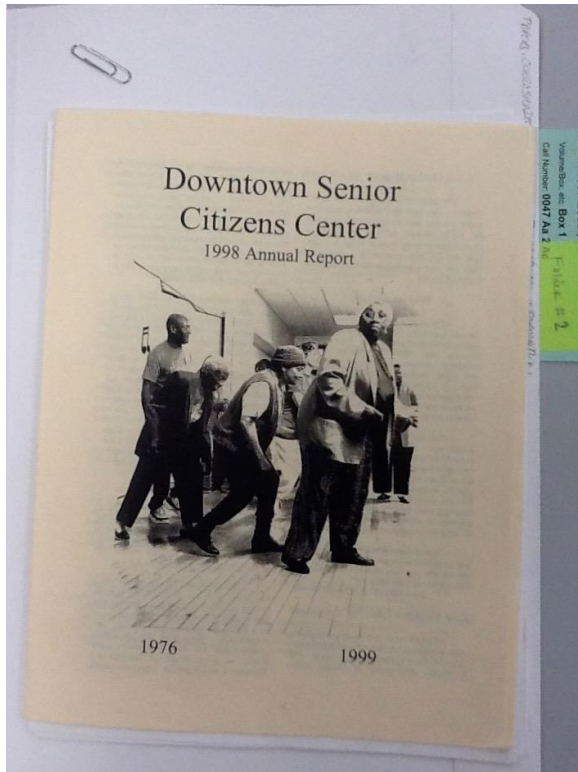 Downtown Senior
Citizens Center
1998 Annual Report
1976
1999
Volume/Box, etc: Box 1
Call Number: 0047 Aa 2
Folder # 2